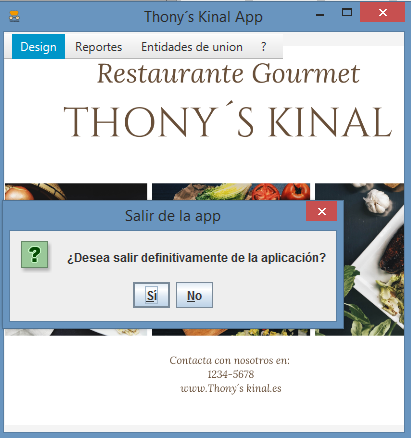 Thony´s Kinal App
Design Reportes Entidades de union ?
Restaurante Gourmet
THONY´S KINAL
Salir de la app
?
¿Desea salir definitivamente de la aplicación?
Sí No
Contacta con nosotros en:
1234-5678
www.Thony´s kinal.es